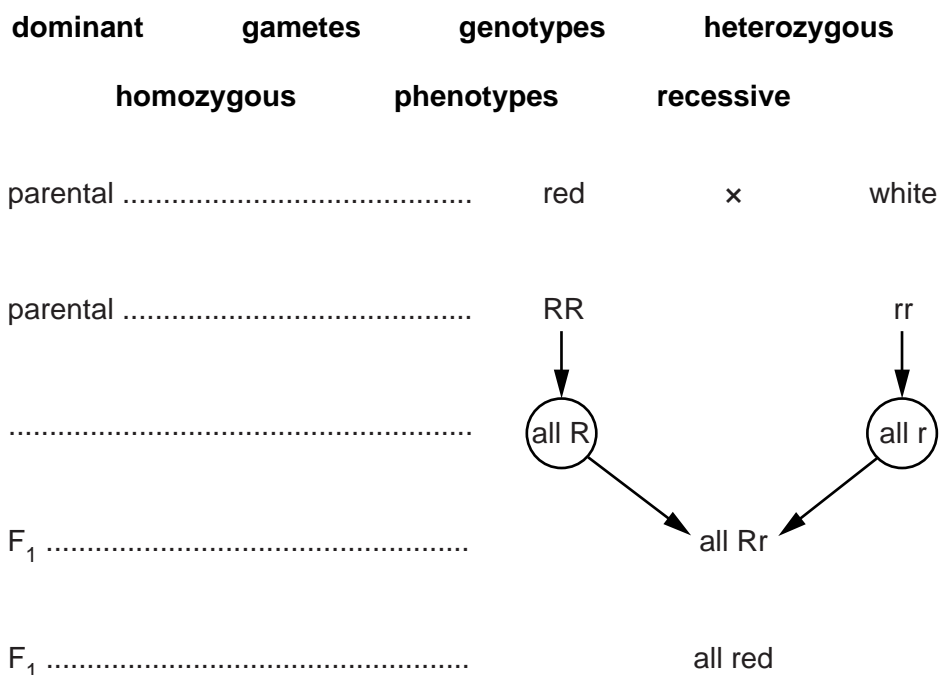 dominant gametes genotypes heterozygous
homozygous phenotypes recessive
parental .......................................... red × white
parental .......................................... RR rr
........................................................ all R all r
F1 ................................................... all Rr
F1 ................................................... all red